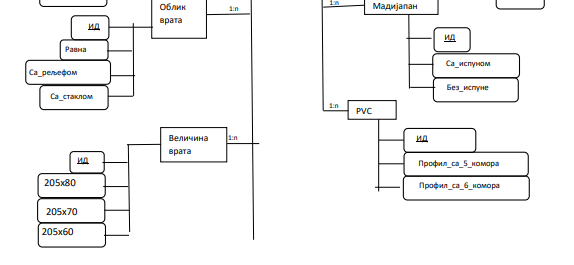 Облик
врата
1:n
ИД
Равна
Са_рељефом
Са_стаклом
Величина
врата
1:n
ИД
205x80
205x70
205x60
1:n
Мадијапан
ИД
Са_испуном
Без_испуне
1:n
PVC
ИД
Профил_са_5_комора
Профил_са_6_комора